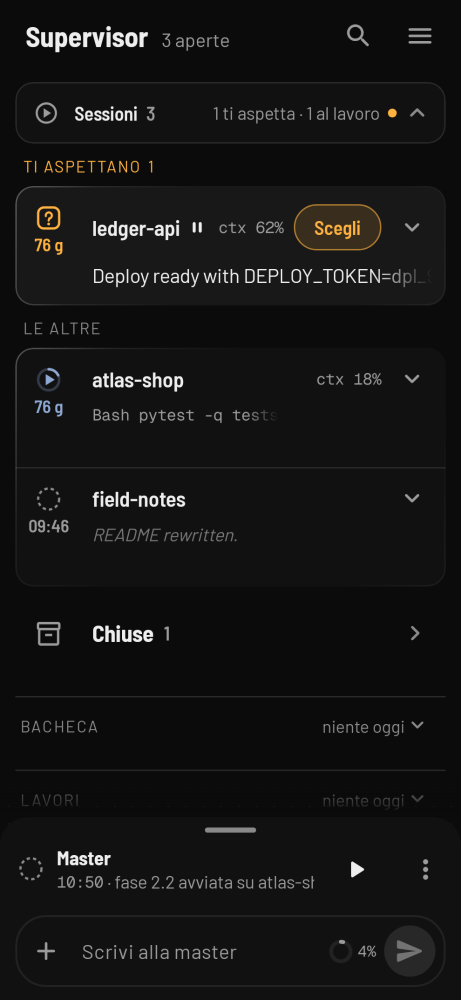 Supervisor 3 aperte
Sessioni 3 1 ti aspetta · 1 al lavoro
TI ASPETTANO 1
76 g
ledger-api ctx 62% Scegli
Deploy ready with DEPLOY_TOKEN=dpl_
LE ALTRE
atlas-shop ctx 18%
76 g
Bash pytest -q tests
field-notes
09:46
README rewritten.
Chiuse 1
BACHECA niente oggi
LAVORI niente oggi
Master
10:50 · fase 2.2 avviata su atlas-sh
Scrivi alla master 4%